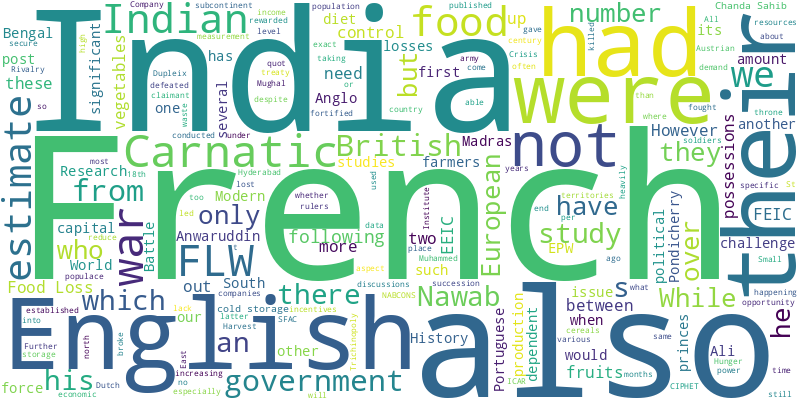 India
French
English
also
had
were
their
Indian
food
number
Chanda Sahib
subcontinent
income
rewarded
level
Company
population
published
diet
up
control
losses
Bengal
secure
Rivalry
post
these
so
significant
vegetables
high
measurement
gave
century
often
Crisis
killed
All
resources
about
its
demand
Austrian
amount
we
has
need
but
first
army
come
exact
taking
treaty
quot
Mughal
despite
or
Dupleix
defeated
claimant
waste
one
several
Anglo
able
country
than
where
fought
throne
soldiers
However
another
fortified
conducted
Wunder
estimate
Carnatic
British
not
they
Madras
studies
farmers
possessions
18th
Hyderabad
lost
years
used
territories
heavily
whether
rulers
Modern
too
led
t
data
Institute
end
per
ago
specific
St
most
Research
from
capital
only
following
European
have
FEIC
who
war
Battle
Anwaruddin
more
two
study
over
political
Pondicherry
challenge
reduce
World
populace
FLW
EEIC
EPW
Muhammed
place
such
aspect
succession
what
Small
Food Loss
which
South
out
companies
discussions
there
Nawab
issue
s
While
he
happening
opportunity
established
into
Further
storage
an
cold storage
our
lack
incentives
NABCONS
latter
Harvest
SFAC
History
Portuguese
production
dependent
between
when
cereals
various
same
princes
Ali
Hunger
power
time
still
north
broke
East
increasing
no
other
Trichinopoly
would
fruits
months
force
his
Dutch
economic
government
especially
will
ICAR
CIPHET